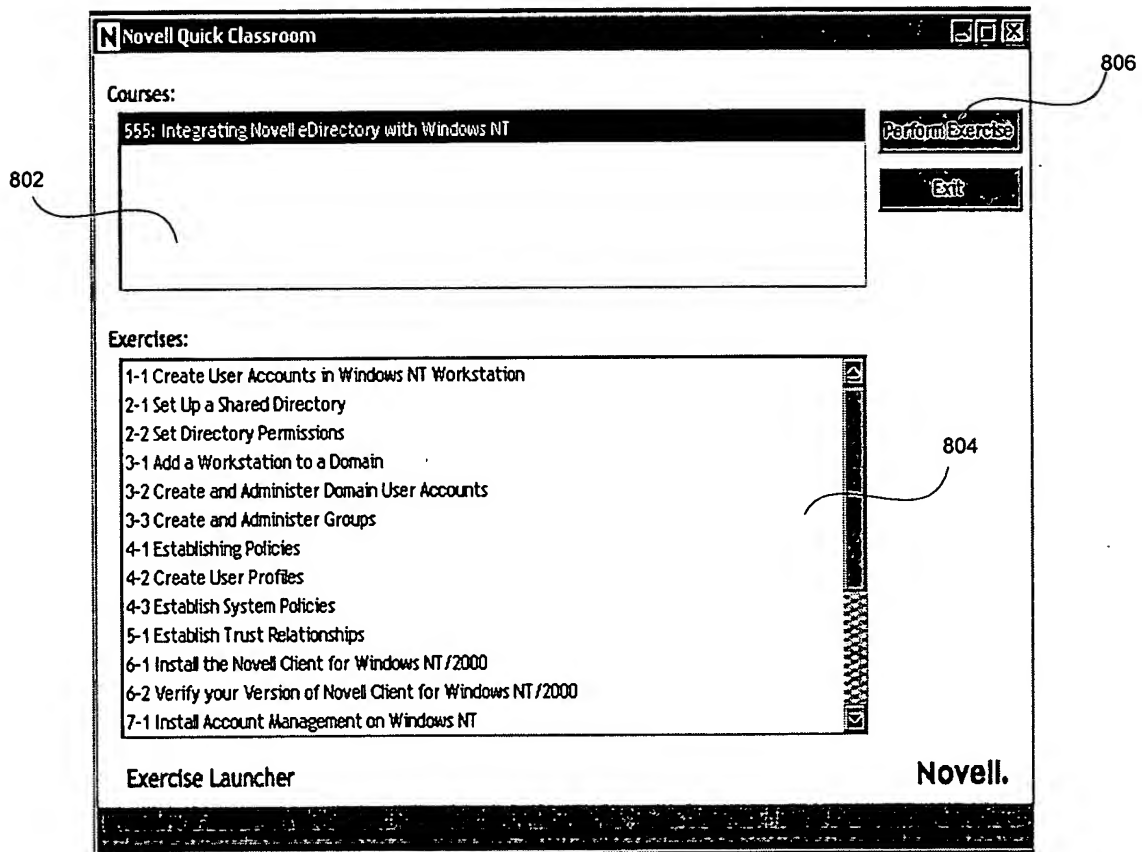 N Novell Quick Classroom
806
Courses:
555: Integrating Novell eDirectory with Windows NT
Perform Exercise
802
Exit
Exercises:
1-1 Create User Accounts in Windows NT Workstation
2-1 Set Up a Shared Directory
2-2 Set Directory Permissions
3-1 Add a Workstation to a Domain
804
3-2 Create and Administer Domain User Accounts
3-3 Create and Administer Groups
4-1 Establishing Policies
4-2 Create User Profiles
4-3 Establish System Policies
5-1 Establish Trust Relationships
6-1 Install the Novell Client for Windows NT/2000
6-2 Verify your Version of Novell Client for Windows NT/2000
7-1 Install Account Management on Windows NT
Exercise Launcher
Novell.